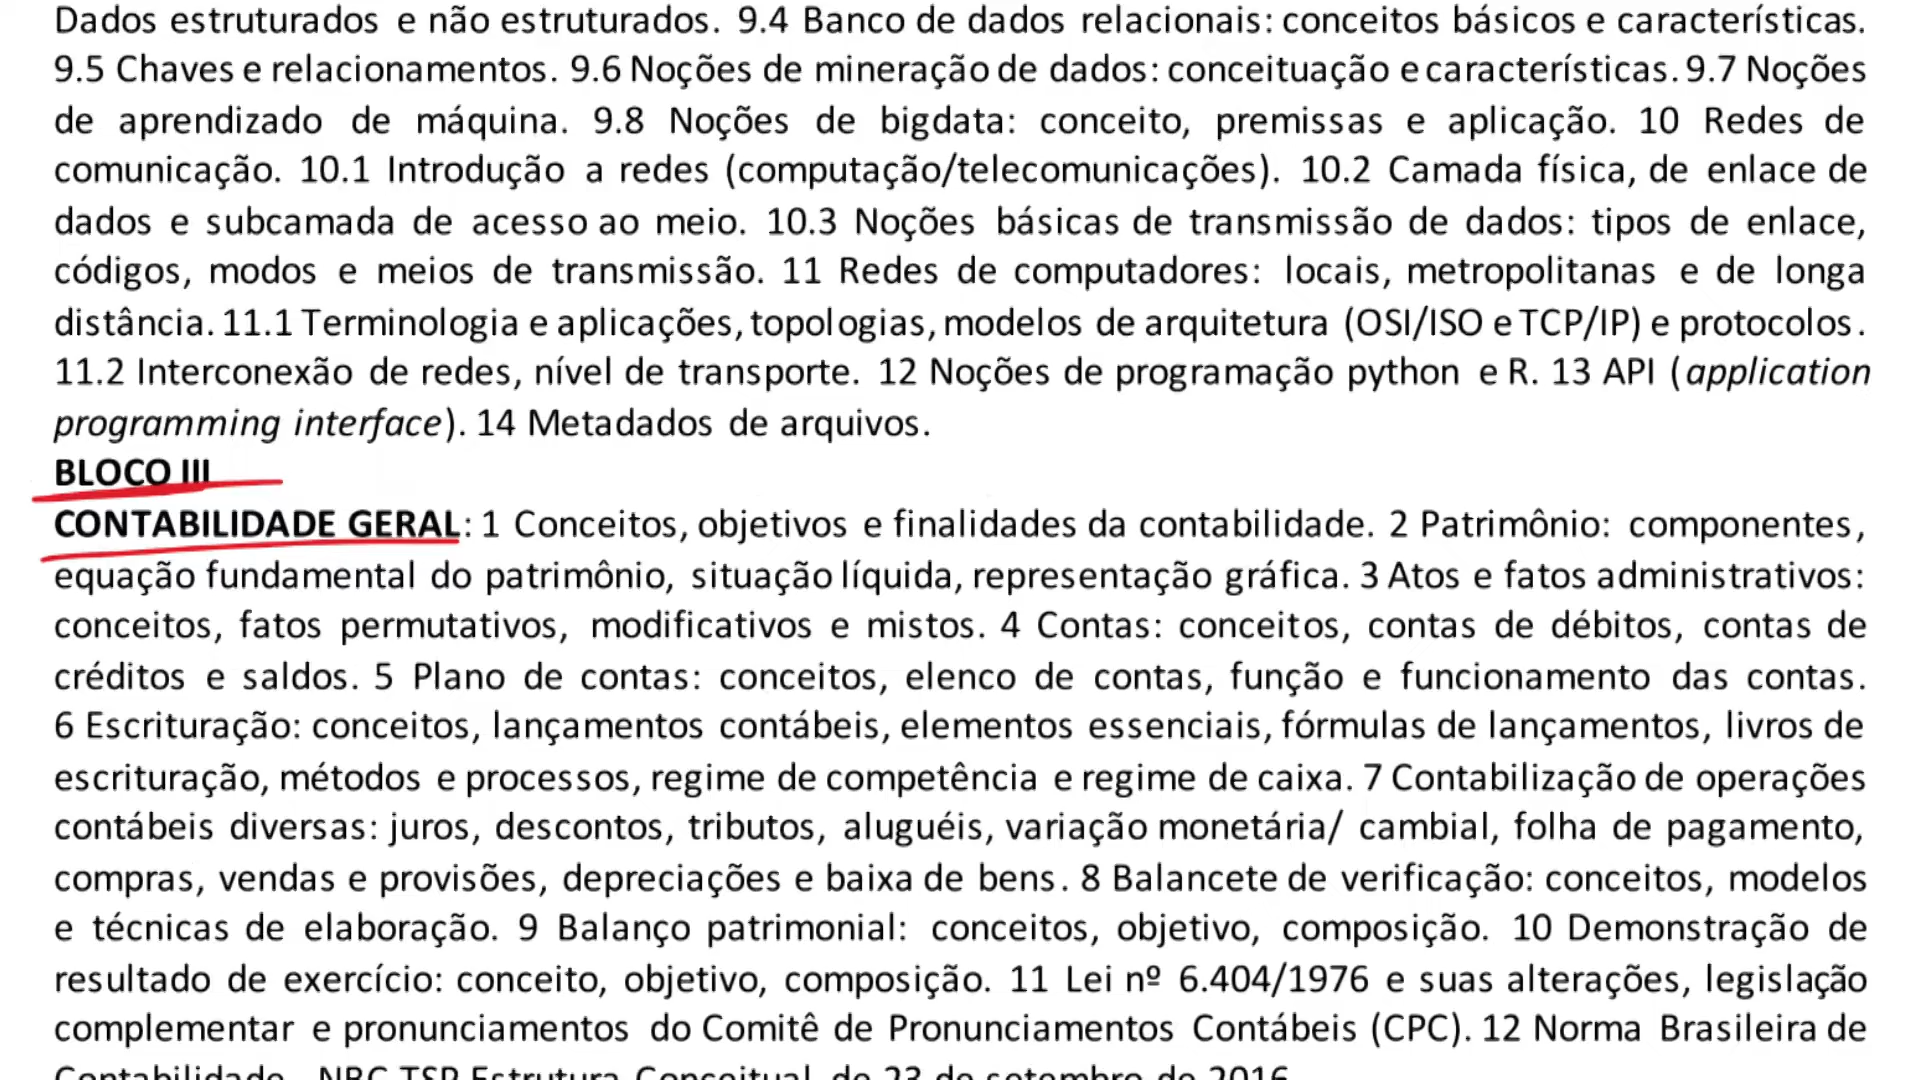 Dados estruturados e não estruturados. 9.4 Banco de dados relacionais: conceitos básicos e características.
9.5 Chaves e relacionamentos. 9.6 Noções de mineração de dados: conceituação e características. 9.7 Noções
de aprendizado de máquina. 9.8 Noções de bigdata: conceito, premissas e aplicação. 10 Redes de
comunicação. 10.1 Introdução a redes (computação/telecomunicações). 10.2 Camada física, de enlace de
dados e subcamada de acesso ao meio. 10.3 Noções básicas de transmissão de dados: tipos de enlace,
códigos, modos e meios de transmissão. 11 Redes de computadores: locais, metropolitanas e de longa
distância. 11.1 Terminologia e aplicações, topologias, modelos de arquitetura (OSI/ISO e TCP/IP) e protocolos.
11.2 Interconexão de redes, nível de transporte. 12 Noções de programação python e R. 13 API (application
programming interface). 14 Metadados de arquivos.
BLOCO III
CONTABILIDADE GERAL: 1 Conceitos, objetivos e finalidades da contabilidade. 2 Patrimônio: componentes,
equação fundamental do patrimônio, situação líquida, representação gráfica. 3 Atos e fatos administrativos:
conceitos, fatos permutativos, modificativos e mistos. 4 Contas: conceitos, contas de débitos, contas de
créditos e saldos. 5 Plano de contas: conceitos, elenco de contas, função e funcionamento das contas.
6 Escrituração: conceitos, lançamentos contábeis, elementos essenciais, fórmulas de lançamentos, livros de
escrituração, métodos e processos, regime de competência e regime de caixa. 7 Contabilização de operações
contábeis diversas: juros, descontos, tributos, aluguéis, variação monetária/ cambial, folha de pagamento,
compras, vendas e provisões, depreciações e baixa de bens. 8 Balancete de verificação: conceitos, modelos
e técnicas de elaboração. 9 Balanço patrimonial: conceitos, objetivo, composição. 10 Demonstração de
resultado de exercício: conceito, objetivo, composição. 11 Lei nº 6.404/1976 e suas alterações, legislação
complementar e pronunciamentos do Comitê de Pronunciamentos Contábeis (CPC). 12 Norma Brasileira de
Contabilidade - NBC TSP Estrutura Conceitual, de 23 de setembro de 2016.